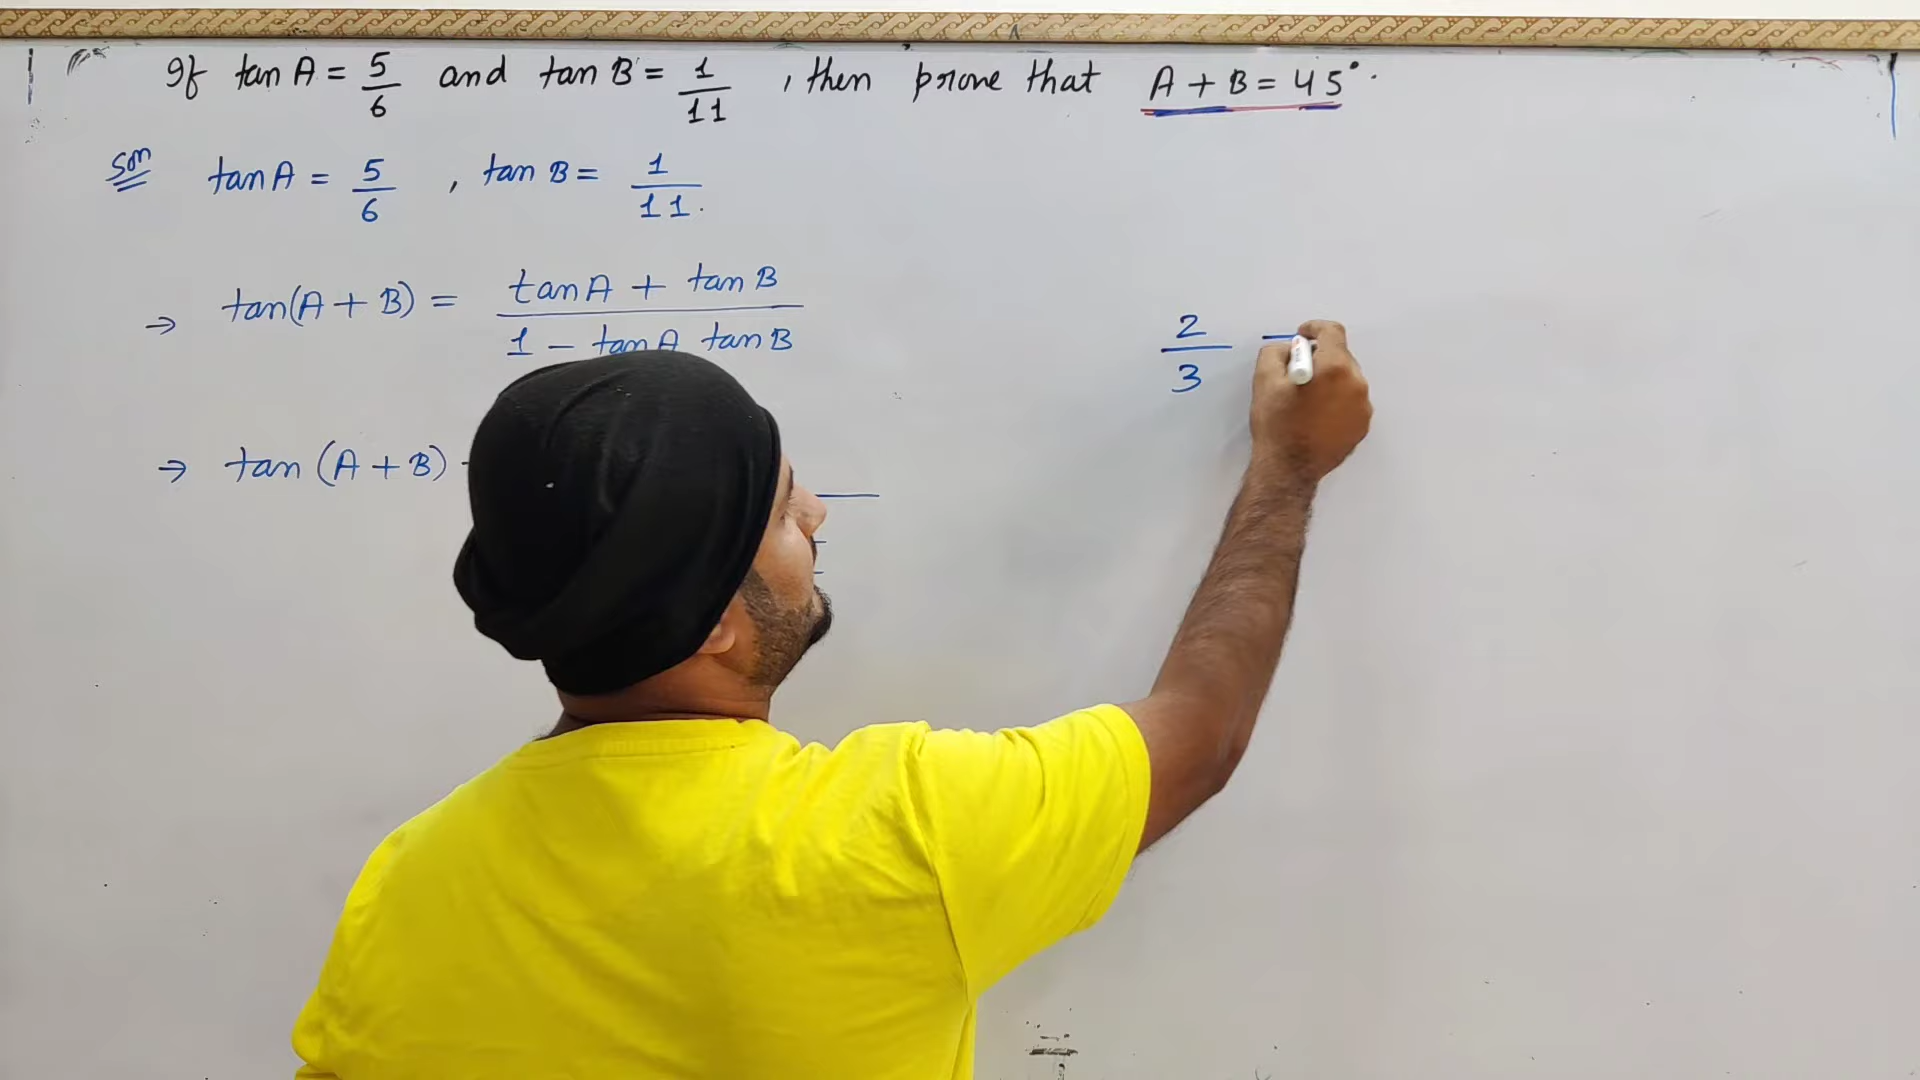 If tan A = 5/6 and tan B = 1/11, then prove that A + B = 45°.
Soln tan A = 5/6, tan B = 1/11.
→ tan(A + B) = tan A + tan B / 1 - tan A tan B
2/3
→ tan (A + B)